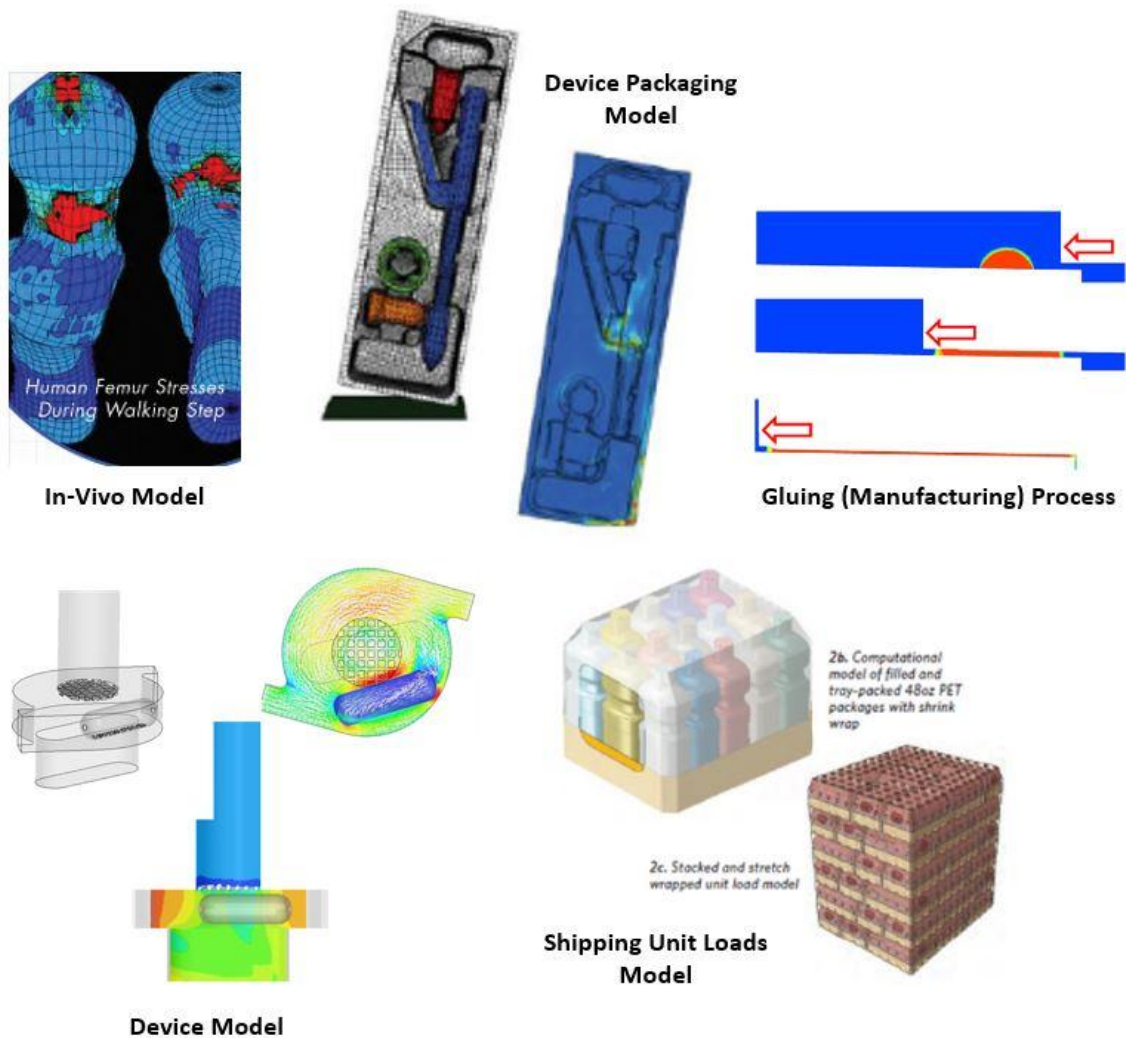 Device Packaging
Model
Human Femur Stresses
During Walking Step
In-Vivo Model
Gluing (Manufacturing) Process
2b. Computational
model of filled and
tray-packed 48oz PET
packages with shrink
wrap
2c. Stacked and stretch
wrapped unit load model
Shipping Unit Loads
Model
Device Model